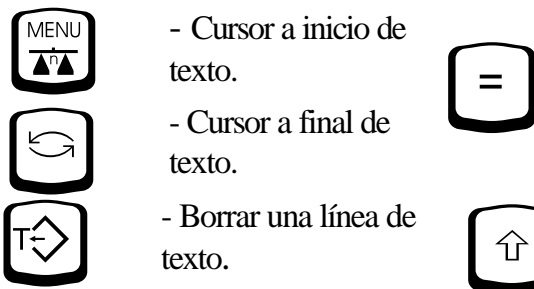 MENU
n
- Cursor a inicio de
texto.
=
- Cursor a final de
texto.
T
- Borrar una línea de
texto.